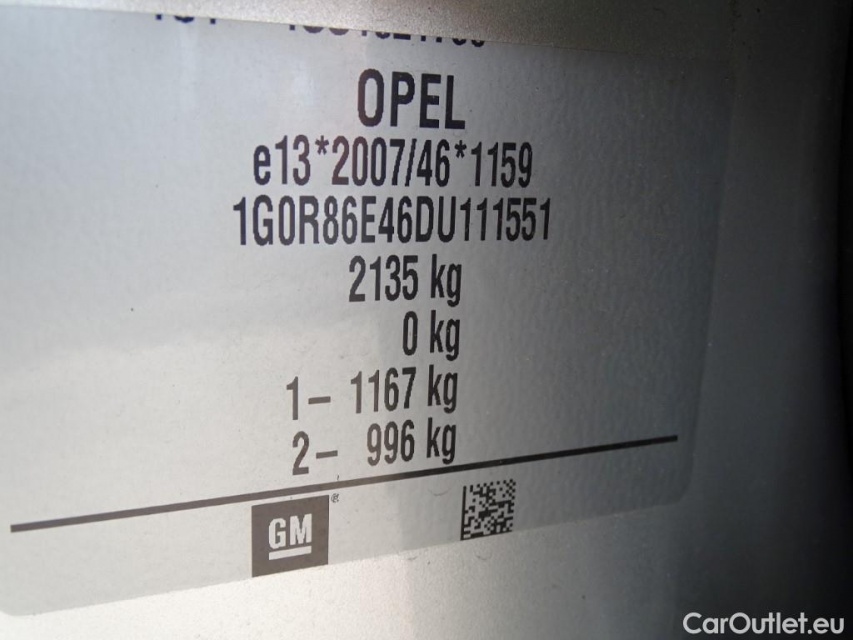 OPEL
e13*2007/46*1159
1G0R86E46DU111551
2135 kg
0 kg
1– 1167 kg
2– 996 kg
GM®
CarOutlet.eu